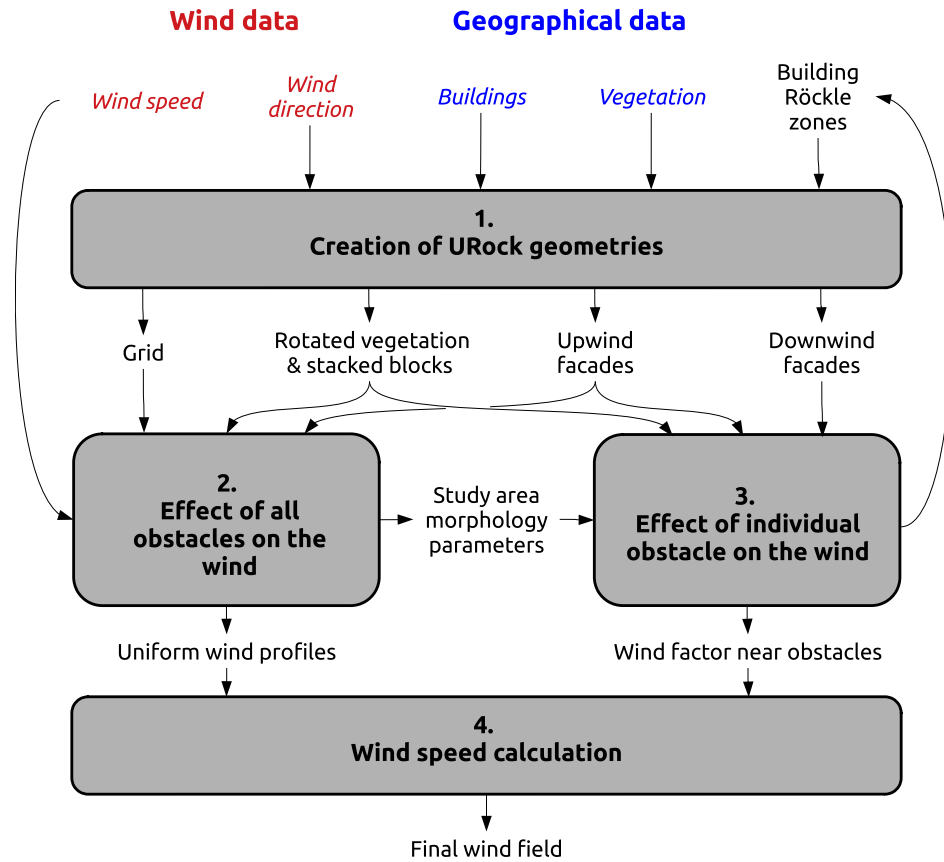 Wind data
Geographical data
Wind speed
Wind
direction
Buildings
Vegetation
Building
Röckle
zones
1.
Creation of URock geometries
Grid
Rotated vegetation
& stacked blocks
Upwind
facades
Downwind
facades
2.
Effect of all
obstacles on the
wind
Study area
morphology
parameters
3.
Effect of individual
obstacle on the wind
Uniform wind profiles
Wind factor near obstacles
4.
Wind speed calculation
Final wind field